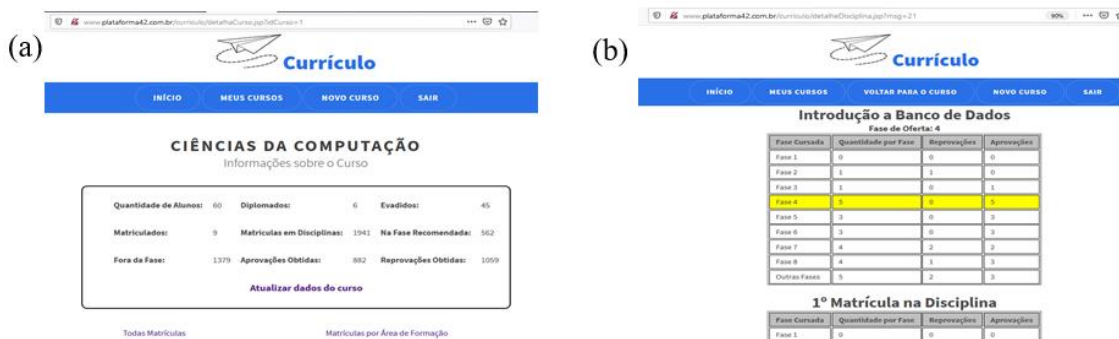 (a)
www.plataforma42.com.br/curriculo/detalhaCurso.jsp?idCurso=1
Currículo
INÍCIO MEUS CURSOS NOVO CURSO SAIR
CIÊNCIAS DA COMPUTAÇÃO
Informações sobre o Curso
Quantidade de Alunos: 60 Diplomados: 6 Evadidos: 45
Matriculados: 9 Matriculas em Disciplinas: 1941 Na Fase Recomendada: 562
Fora da Fase: 1379 Aprovações Obtidas: 882 Reprovações Obtidas: 1059
Atualizar dados do curso
Todas Matrículas Matrículas por Área de Formação
(b)
www.plataforma42.com.br/curriculo/detalheDisciplina.jsp?msg=21 90%
Currículo
INÍCIO MEUS CURSOS VOLTAR PARA O CURSO NOVO CURSO SAIR
Introdução a Banco de Dados
Fase de Oferta: 4
Fase Cursada Quantidade por Fase Reprovações Aprovações
Fase 1 0 0 0
Fase 2 1 1 0
Fase 3 1 0 1
Fase 4 5 0 5
Fase 5 3 0 3
Fase 6 3 0 3
Fase 7 4 2 2
Fase 8 4 1 3
Outras Fases 5 2 3
1º Matrícula na Disciplina
Fase Cursada Quantidade por Fase Reprovações Aprovações
Fase 1 0 0 0